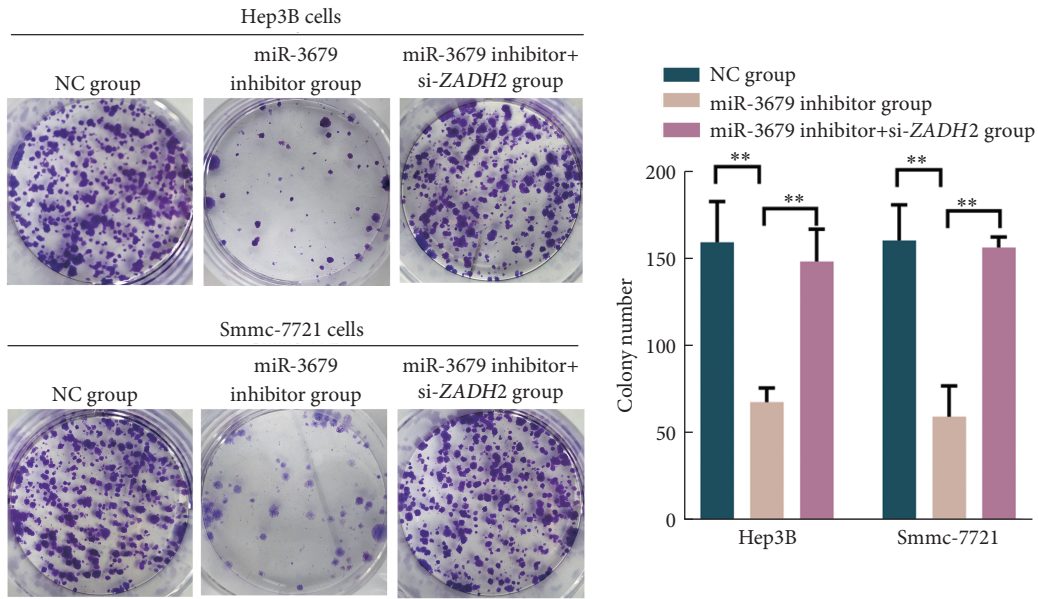 Hep3B cells
NC group
miR-3679
inhibitor group
miR-3679 inhibitor+
si-ZADH2 group
Smmc-7721 cells
NC group
miR-3679
inhibitor group
miR-3679 inhibitor+
si-ZADH2 group
NC group
miR-3679 inhibitor group
miR-3679 inhibitor+si-ZADH2 group
Colony number
200
150
100
50
0
**
**
**
**
Hep3B
Smmc-7721